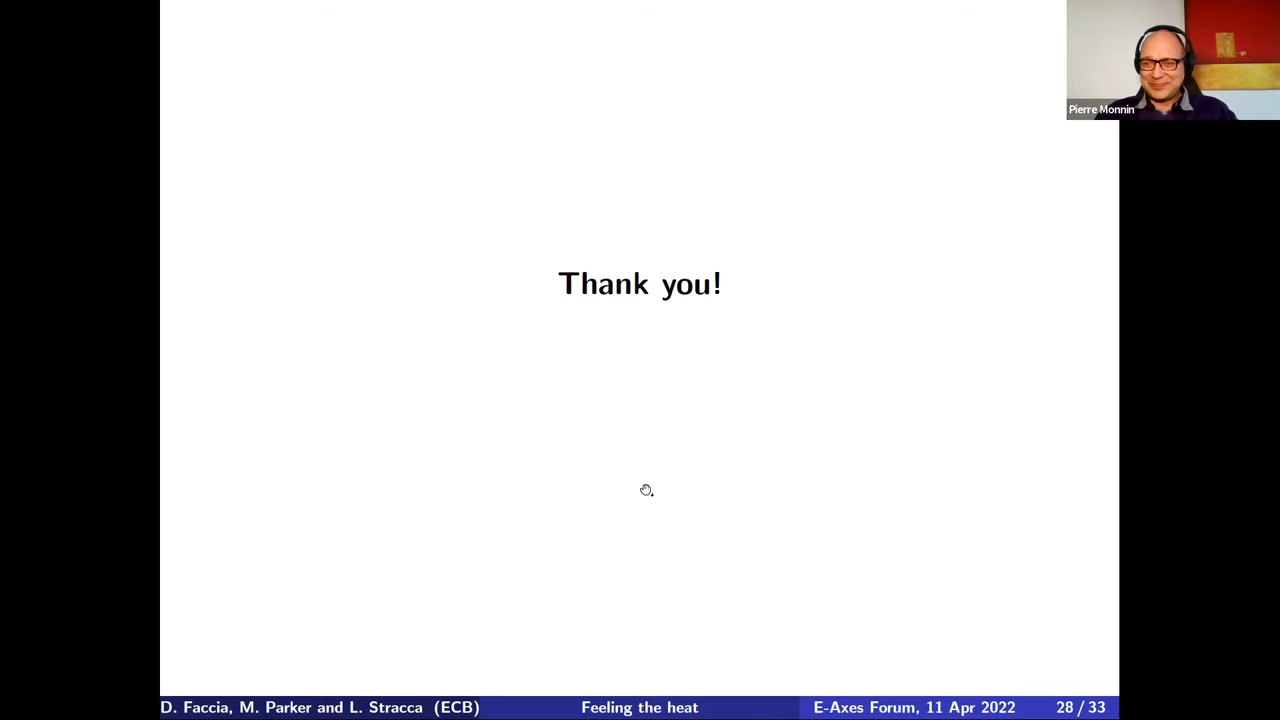 Pierre Monnin
Thank you!
D. Faccia, M. Parker and L. Stracca (ECB) Feeling the heat E-Axes Forum, 11 Apr 2022 28 / 33